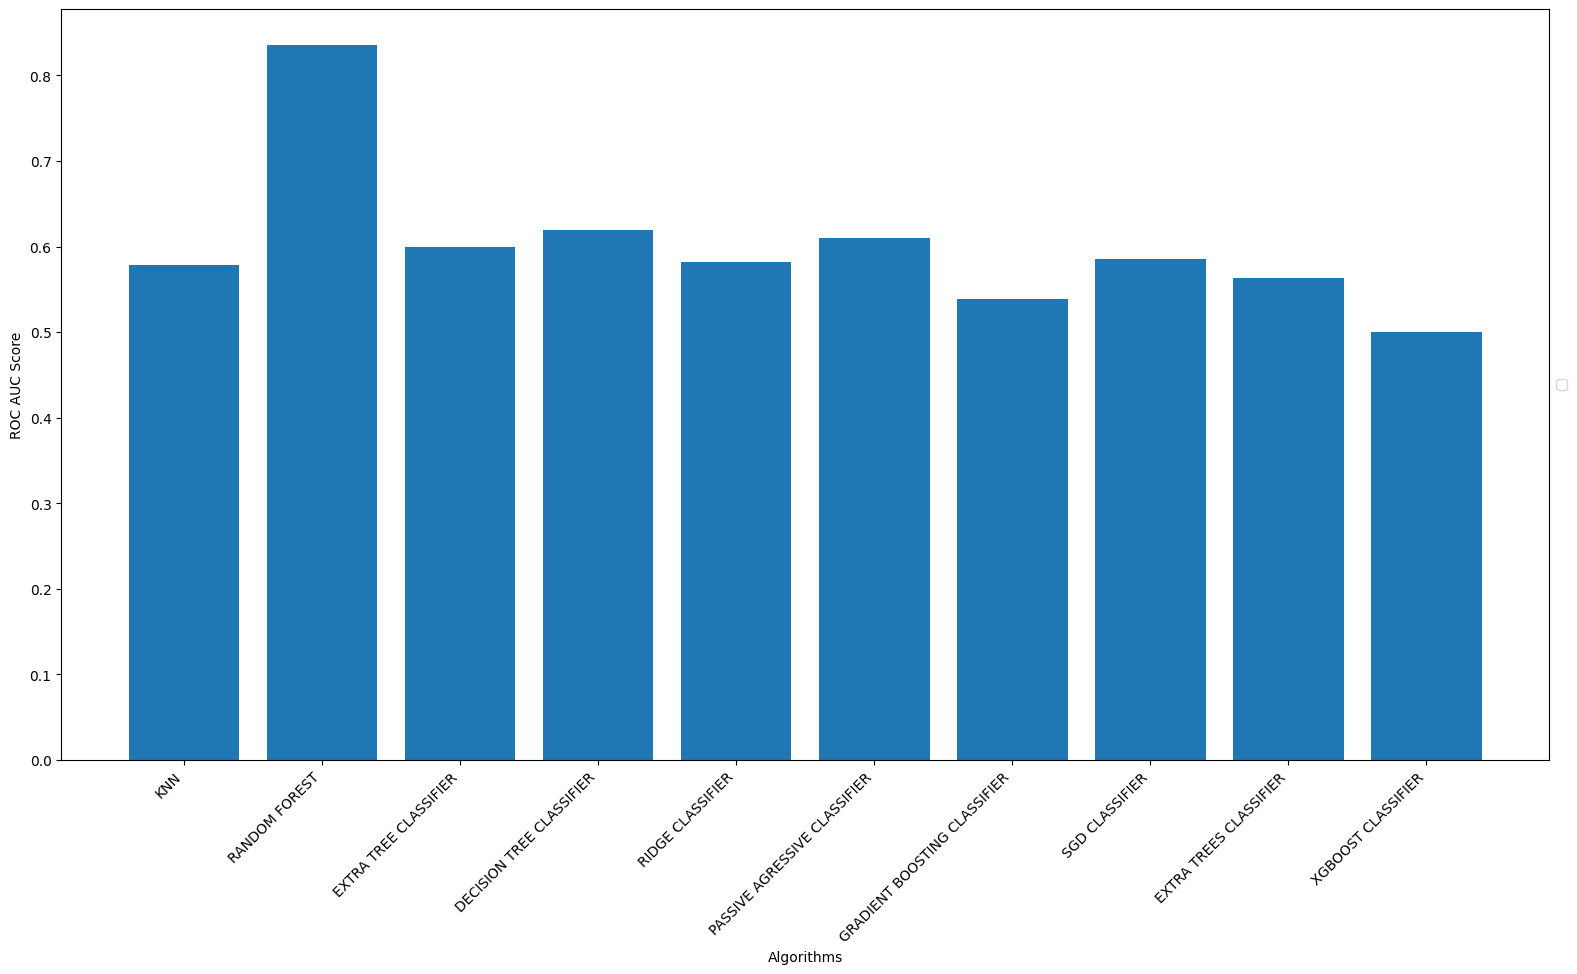 ROC AUC Score
0.8
0.7
0.6
0.5
0.4
0.3
0.2
0.1
0.0
KNN
RANDOM FOREST
EXTRA TREE CLASSIFIER
DECISION TREE CLASSIFIER
RIDGE CLASSIFIER
PASSIVE AGRESSIVE CLASSIFIER
GRADIENT BOOSTING CLASSIFIER
SGD CLASSIFIER
EXTRA TREES CLASSIFIER
XGBOOST CLASSIFIER
Algorithms